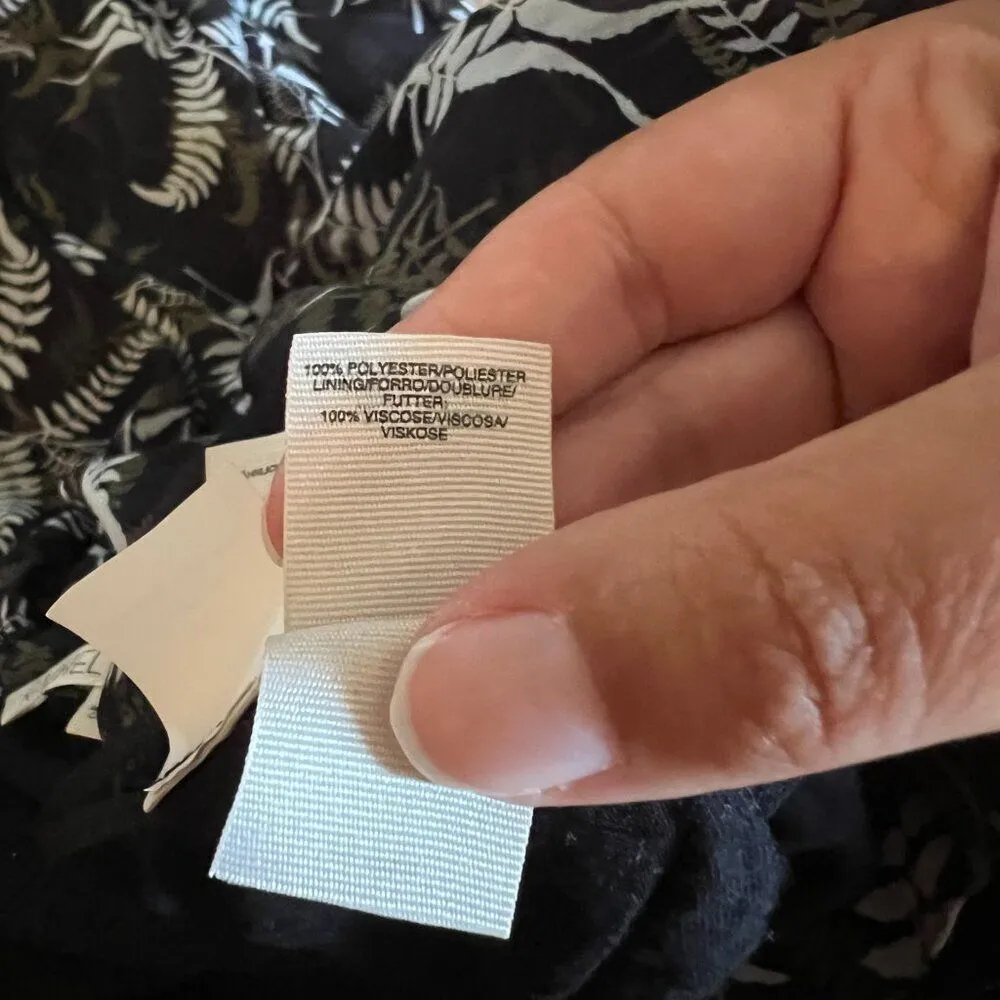 100% POLYESTER/POLIESTER
LINING/FORRO/DOUBLURE/
FUTTER
100% VISCOSE/VISCOSA/
VISKOSE